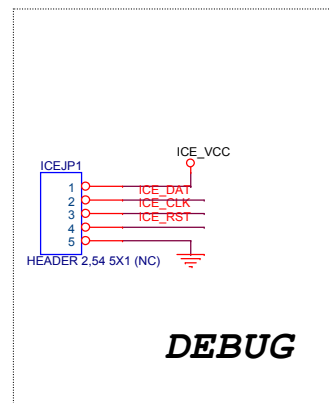 ICE_VCC
ICEJP1
1
ICE_DAT
2
ICE_CLK
3
ICE_RST
4
5
HEADER 2,54 5X1 (NC)
DEBUG